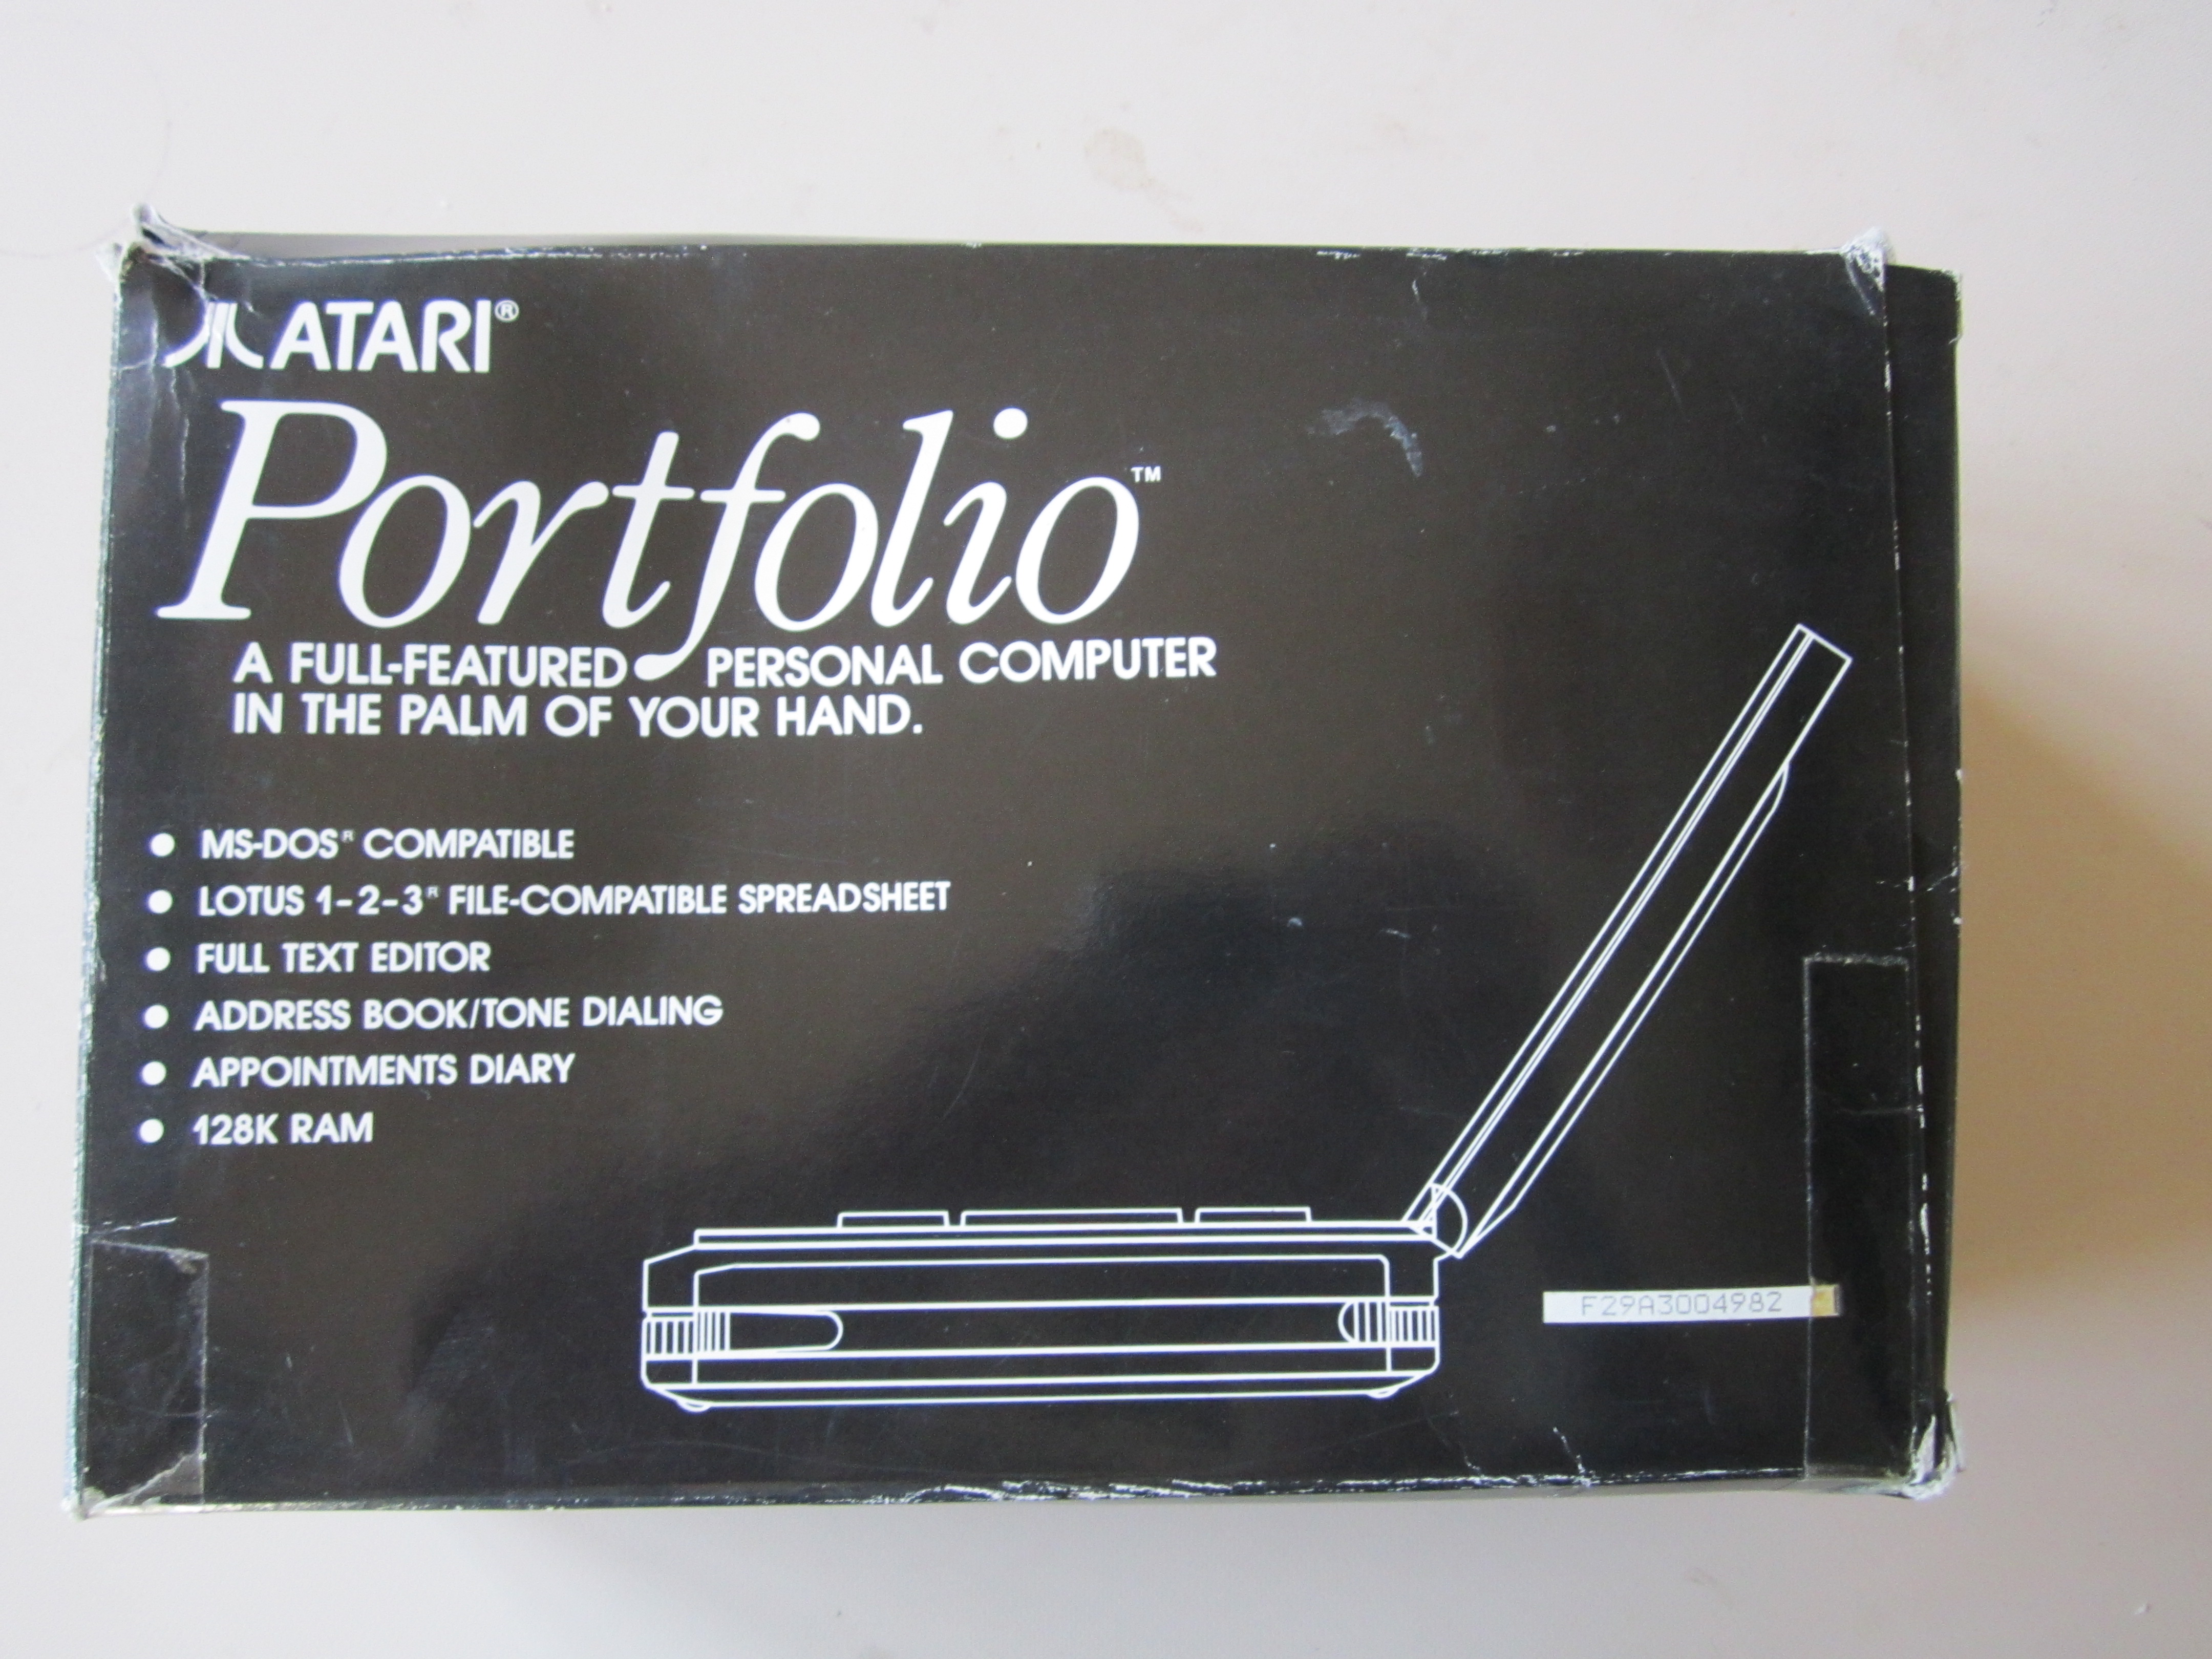 ATARI®
Portfolio™
A FULL-FEATURED PERSONAL COMPUTER
IN THE PALM OF YOUR HAND.
● MS-DOS® COMPATIBLE
● LOTUS 1-2-3® FILE-COMPATIBLE SPREADSHEET
● FULL TEXT EDITOR
● ADDRESS BOOK/TONE DIALING
● APPOINTMENTS DIARY
● 128K RAM
F29A3004982